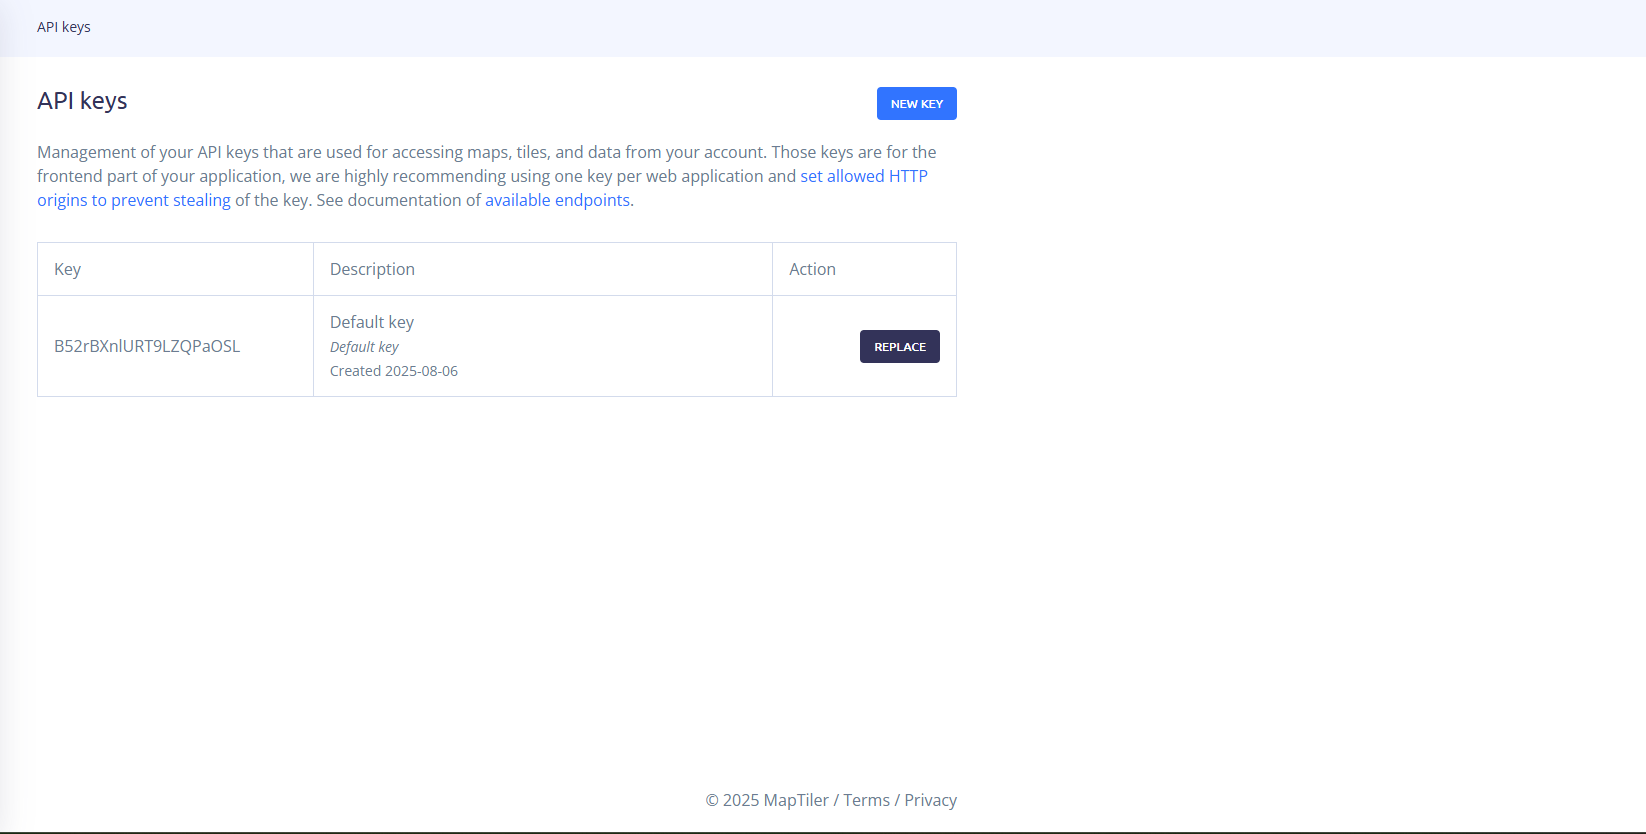 API keys
API keys
NEW KEY
Management of your API keys that are used for accessing maps, tiles, and data from your account. Those keys are for the
frontend part of your application, we are highly recommending using one key per web application and set allowed HTTP
origins to prevent stealing of the key. See documentation of available endpoints.
Key Description Action
Default key
B52rBXnlURT9LZQPaOSL Default key REPLACE
Created 2025-08-06
© 2025 MapTiler / Terms / Privacy